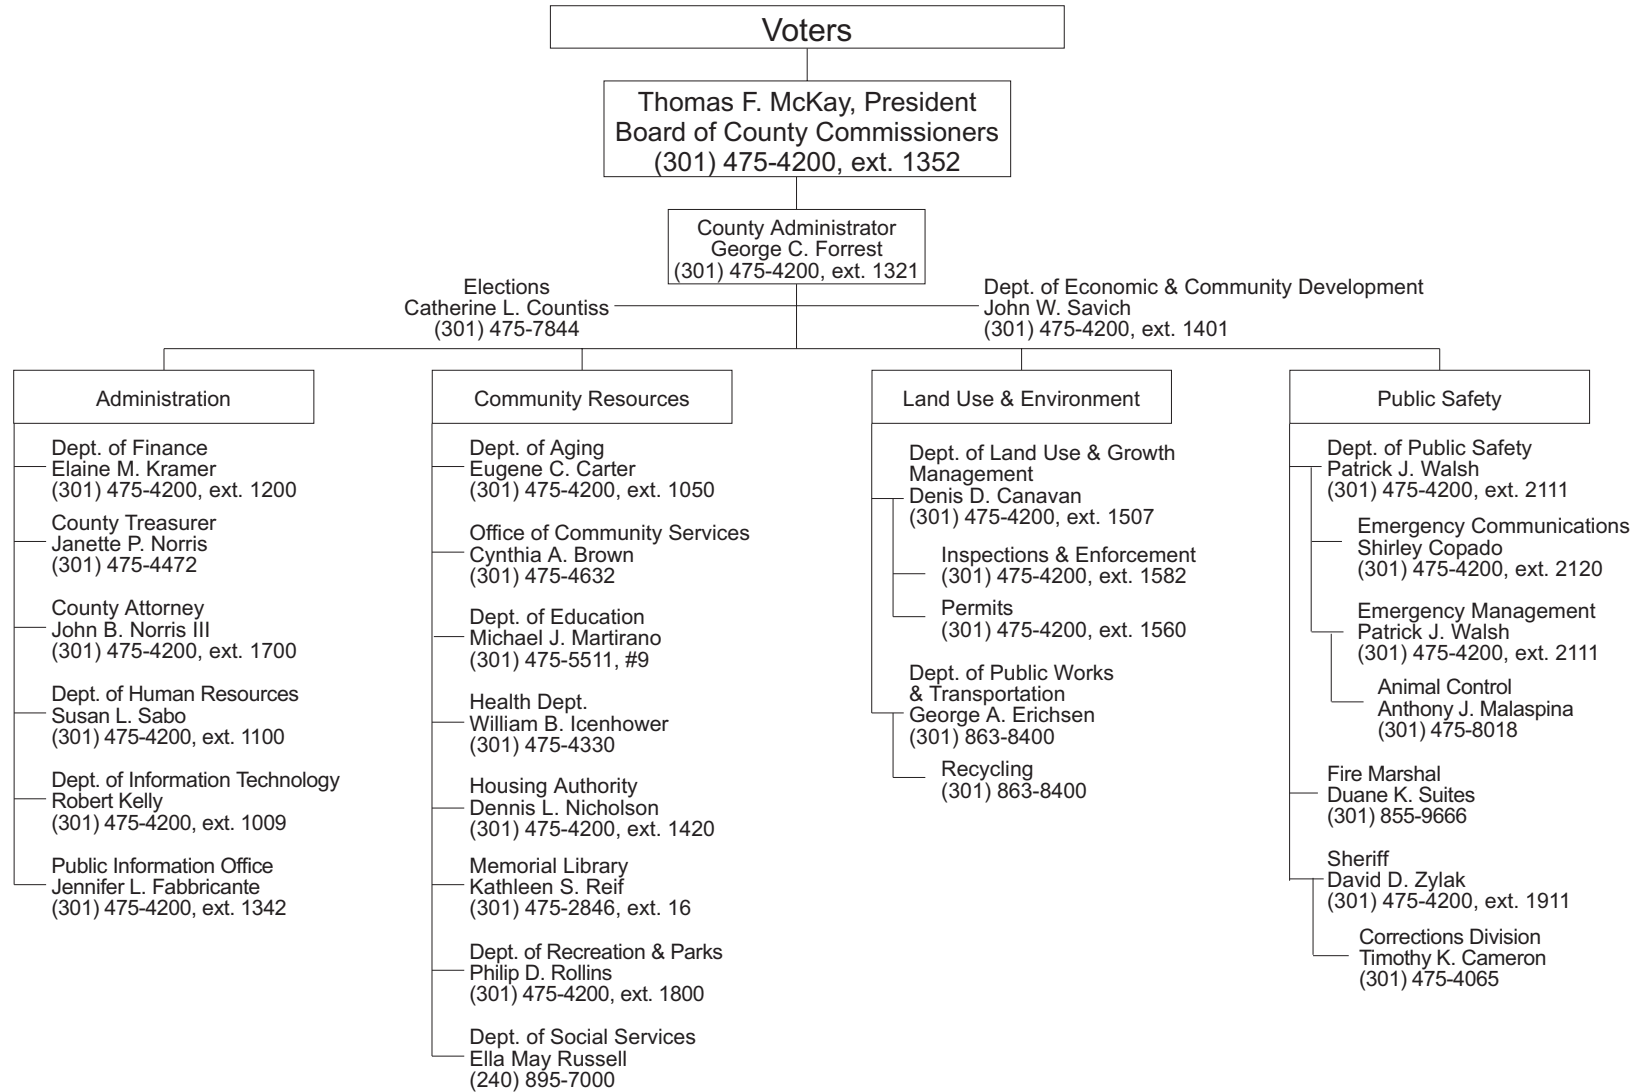 Voters
Thomas F. McKay, President
Board of County Commissioners
(301) 475-4200, ext. 1352
County Administrator
George C. Forrest
(301) 475-4200, ext. 1321
Elections
Catherine L. Countiss
(301) 475-7844
Dept. of Economic & Community Development
John W. Savich
(301) 475-4200, ext. 1401
Administration
Dept. of Finance
Elaine M. Kramer
(301) 475-4200, ext. 1200
County Treasurer
Janette P. Norris
(301) 475-4472
County Attorney
John B. Norris III
(301) 475-4200, ext. 1700
Dept. of Human Resources
Susan L. Sabo
(301) 475-4200, ext. 1100
Dept. of Information Technology
Robert Kelly
(301) 475-4200, ext. 1009
Public Information Office
Jennifer L. Fabbricante
(301) 475-4200, ext. 1342
Community Resources
Dept. of Aging
Eugene C. Carter
(301) 475-4200, ext. 1050
Office of Community Services
Cynthia A. Brown
(301) 475-4632
Dept. of Education
Michael J. Martirano
(301) 475-5511, #9
Health Dept.
William B. Icenhower
(301) 475-4330
Housing Authority
Dennis L. Nicholson
(301) 475-4200, ext. 1420
Memorial Library
Kathleen S. Reif
(301) 475-2846, ext. 16
Dept. of Recreation & Parks
Philip D. Rollins
(301) 475-4200, ext. 1800
Dept. of Social Services
Ella May Russell
(240) 895-7000
Land Use & Environment
Dept. of Land Use & Growth
Management
Denis D. Canavan
(301) 475-4200, ext. 1507
Inspections & Enforcement
(301) 475-4200, ext. 1582
Permits
(301) 475-4200, ext. 1560
Dept. of Public Works
& Transportation
George A. Erichsen
(301) 863-8400
Recycling
(301) 863-8400
Public Safety
Dept. of Public Safety
Patrick J. Walsh
(301) 475-4200, ext. 2111
Emergency Communications
Shirley Copado
(301) 475-4200, ext. 2120
Emergency Management
Patrick J. Walsh
(301) 475-4200, ext. 2111
Animal Control
Anthony J. Malaspina
(301) 475-8018
Fire Marshal
Duane K. Suites
(301) 855-9666
Sheriff
David D. Zylak
(301) 475-4200, ext. 1911
Corrections Division
Timothy K. Cameron
(301) 475-4065